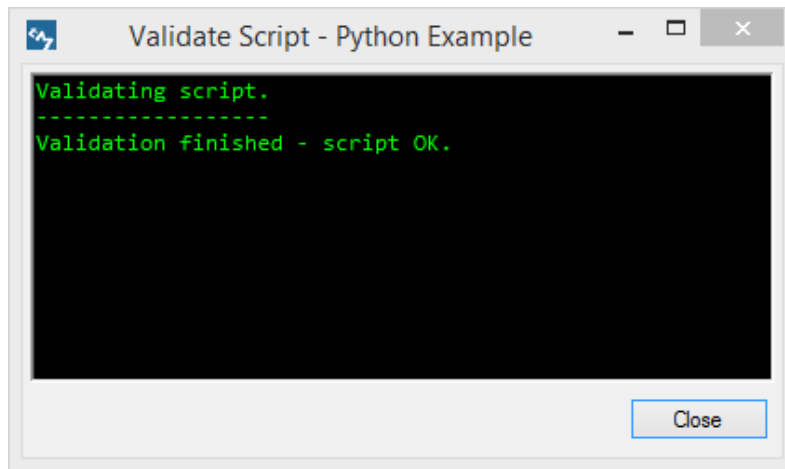 Validate Script - Python Example
Validating script.
------------------
Validation finished - script OK.
Close